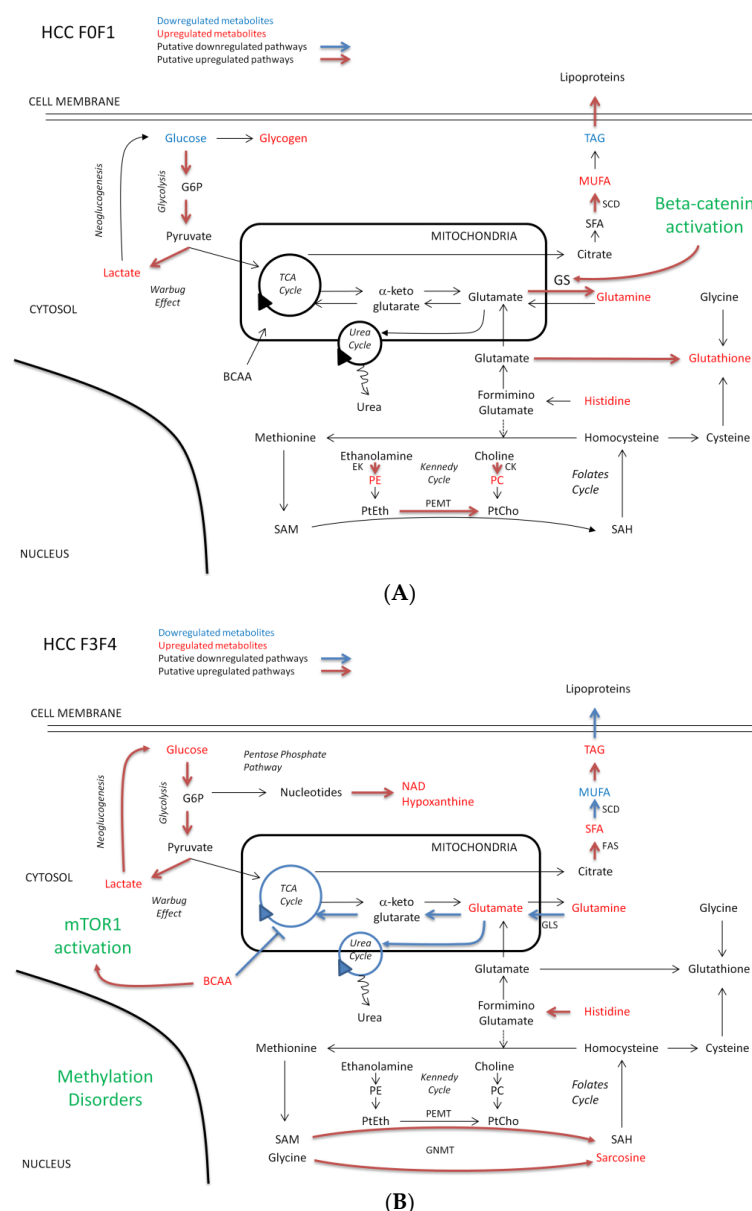 HCC F0F1
Dowregulated metabolites
Upregulated metabolites
Putative downregulated pathways
Putative upregulated pathways
Lipoproteins
CELL MEMBRANE
Glucose
Glycogen
TAG
Neoglucogenesis
Glycolysis
G6P
MUFA
SCD
SFA
Beta-catenin
activation
Pyruvate
MITOCHONDRIA
Citrate
Lactate
Warbug
Effect
TCA
Cycle
α-keto
glutarate
Glutamate
GS
Glutamine
Glycine
CYTOSOL
Urea
Cycle
BCAA
Glutamate
Glutathione
Urea
Formimino
Glutamate
Histidine
Methionine
Homocysteine
Cysteine
Ethanolamine
Choline
EK
Kennedy
Cycle
CK
PE
PC
Folates
Cycle
PtEth
PEMT
PtCho
SAM
SAH
NUCLEUS
(A)
HCC F3F4
Dowregulated metabolites
Upregulated metabolites
Putative downregulated pathways
Putative upregulated pathways
Lipoproteins
CELL MEMBRANE
Glucose
Pentose Phosphate
Pathway
TAG
Neoglucogenesis
Glycolysis
G6P
Nucleotides
NAD
Hypoxanthine
MUFA
SCD
SFA
FAS
Pyruvate
MITOCHONDRIA
Citrate
CYTOSOL
Lactate
Warbug
Effect
TCA
Cycle
α-keto
glutarate
Glutamate
GLS
Glutamine
Glycine
mTOR1
activation
Urea
Cycle
BCAA
Glutamate
Glutathione
Urea
Formimino
Glutamate
Histidine
Methionine
Homocysteine
Cysteine
Methylation
Disorders
Ethanolamine
Choline
Kennedy
Cycle
PE
PC
Folates
Cycle
PtEth
PEMT
PtCho
SAM
SAH
Glycine
GNMT
Sarcosine
NUCLEUS
(B)